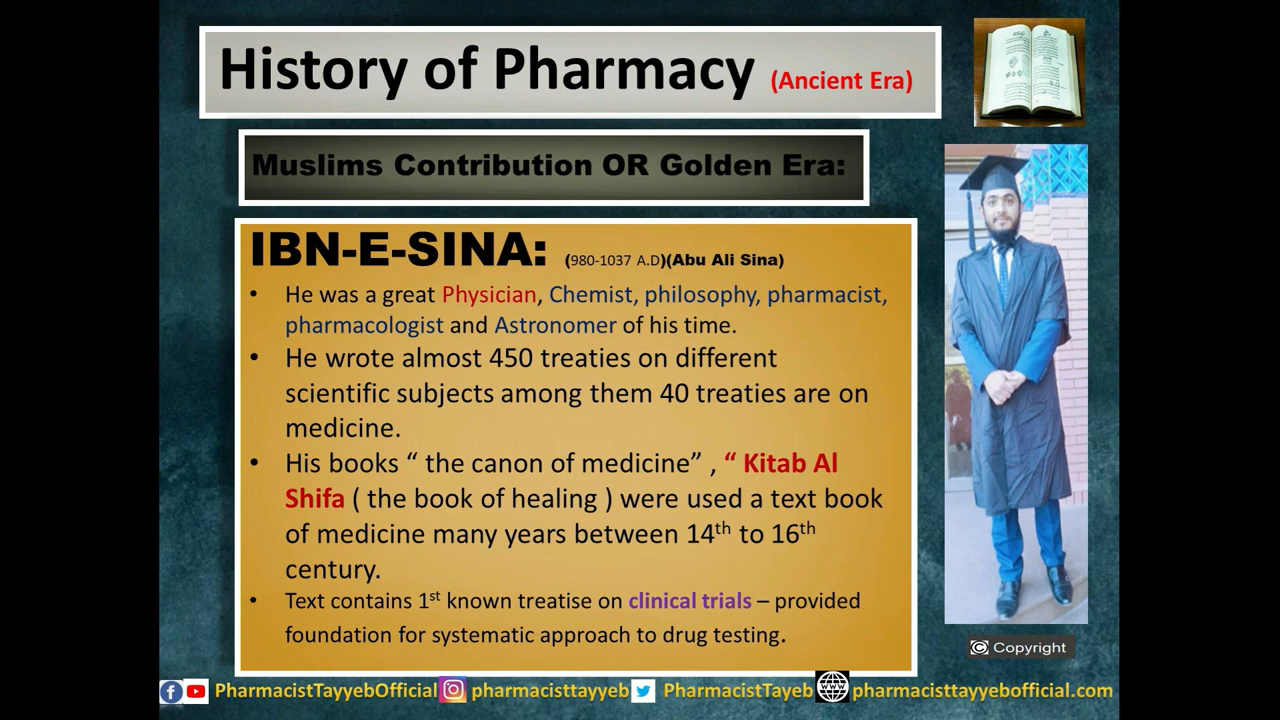 History of Pharmacy (Ancient Era)
Muslims Contribution OR Golden Era:
IBN-E-SINA: (980-1037 A.D)(Abu Ali Sina)
• He was a great Physician, Chemist, philosophy, pharmacist,
pharmacologist and Astronomer of his time.
• He wrote almost 450 treaties on different
scientific subjects among them 40 treaties are on
medicine.
• His books “ the canon of medicine” , “ Kitab Al
Shifa ( the book of healing ) were used a text book
of medicine many years between 14th to 16th
century.
• Text contains 1st known treatise on clinical trials – provided
foundation for systematic approach to drug testing.
© Copyright
PharmacistTayyebOfficial pharmacisttayyeb PharmacistTayeb WWW pharmacisttayyebofficial.com